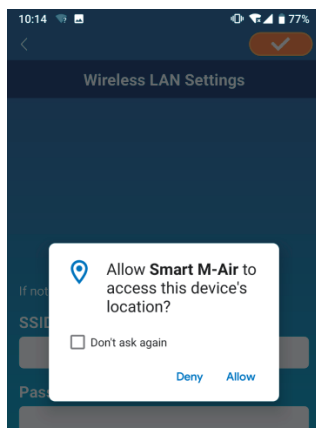 10:14 77%
Wireless LAN Settings
Allow Smart M-Air to
access this device's
location?
If not
SSID
Don't ask again
Deny Allow
Pass